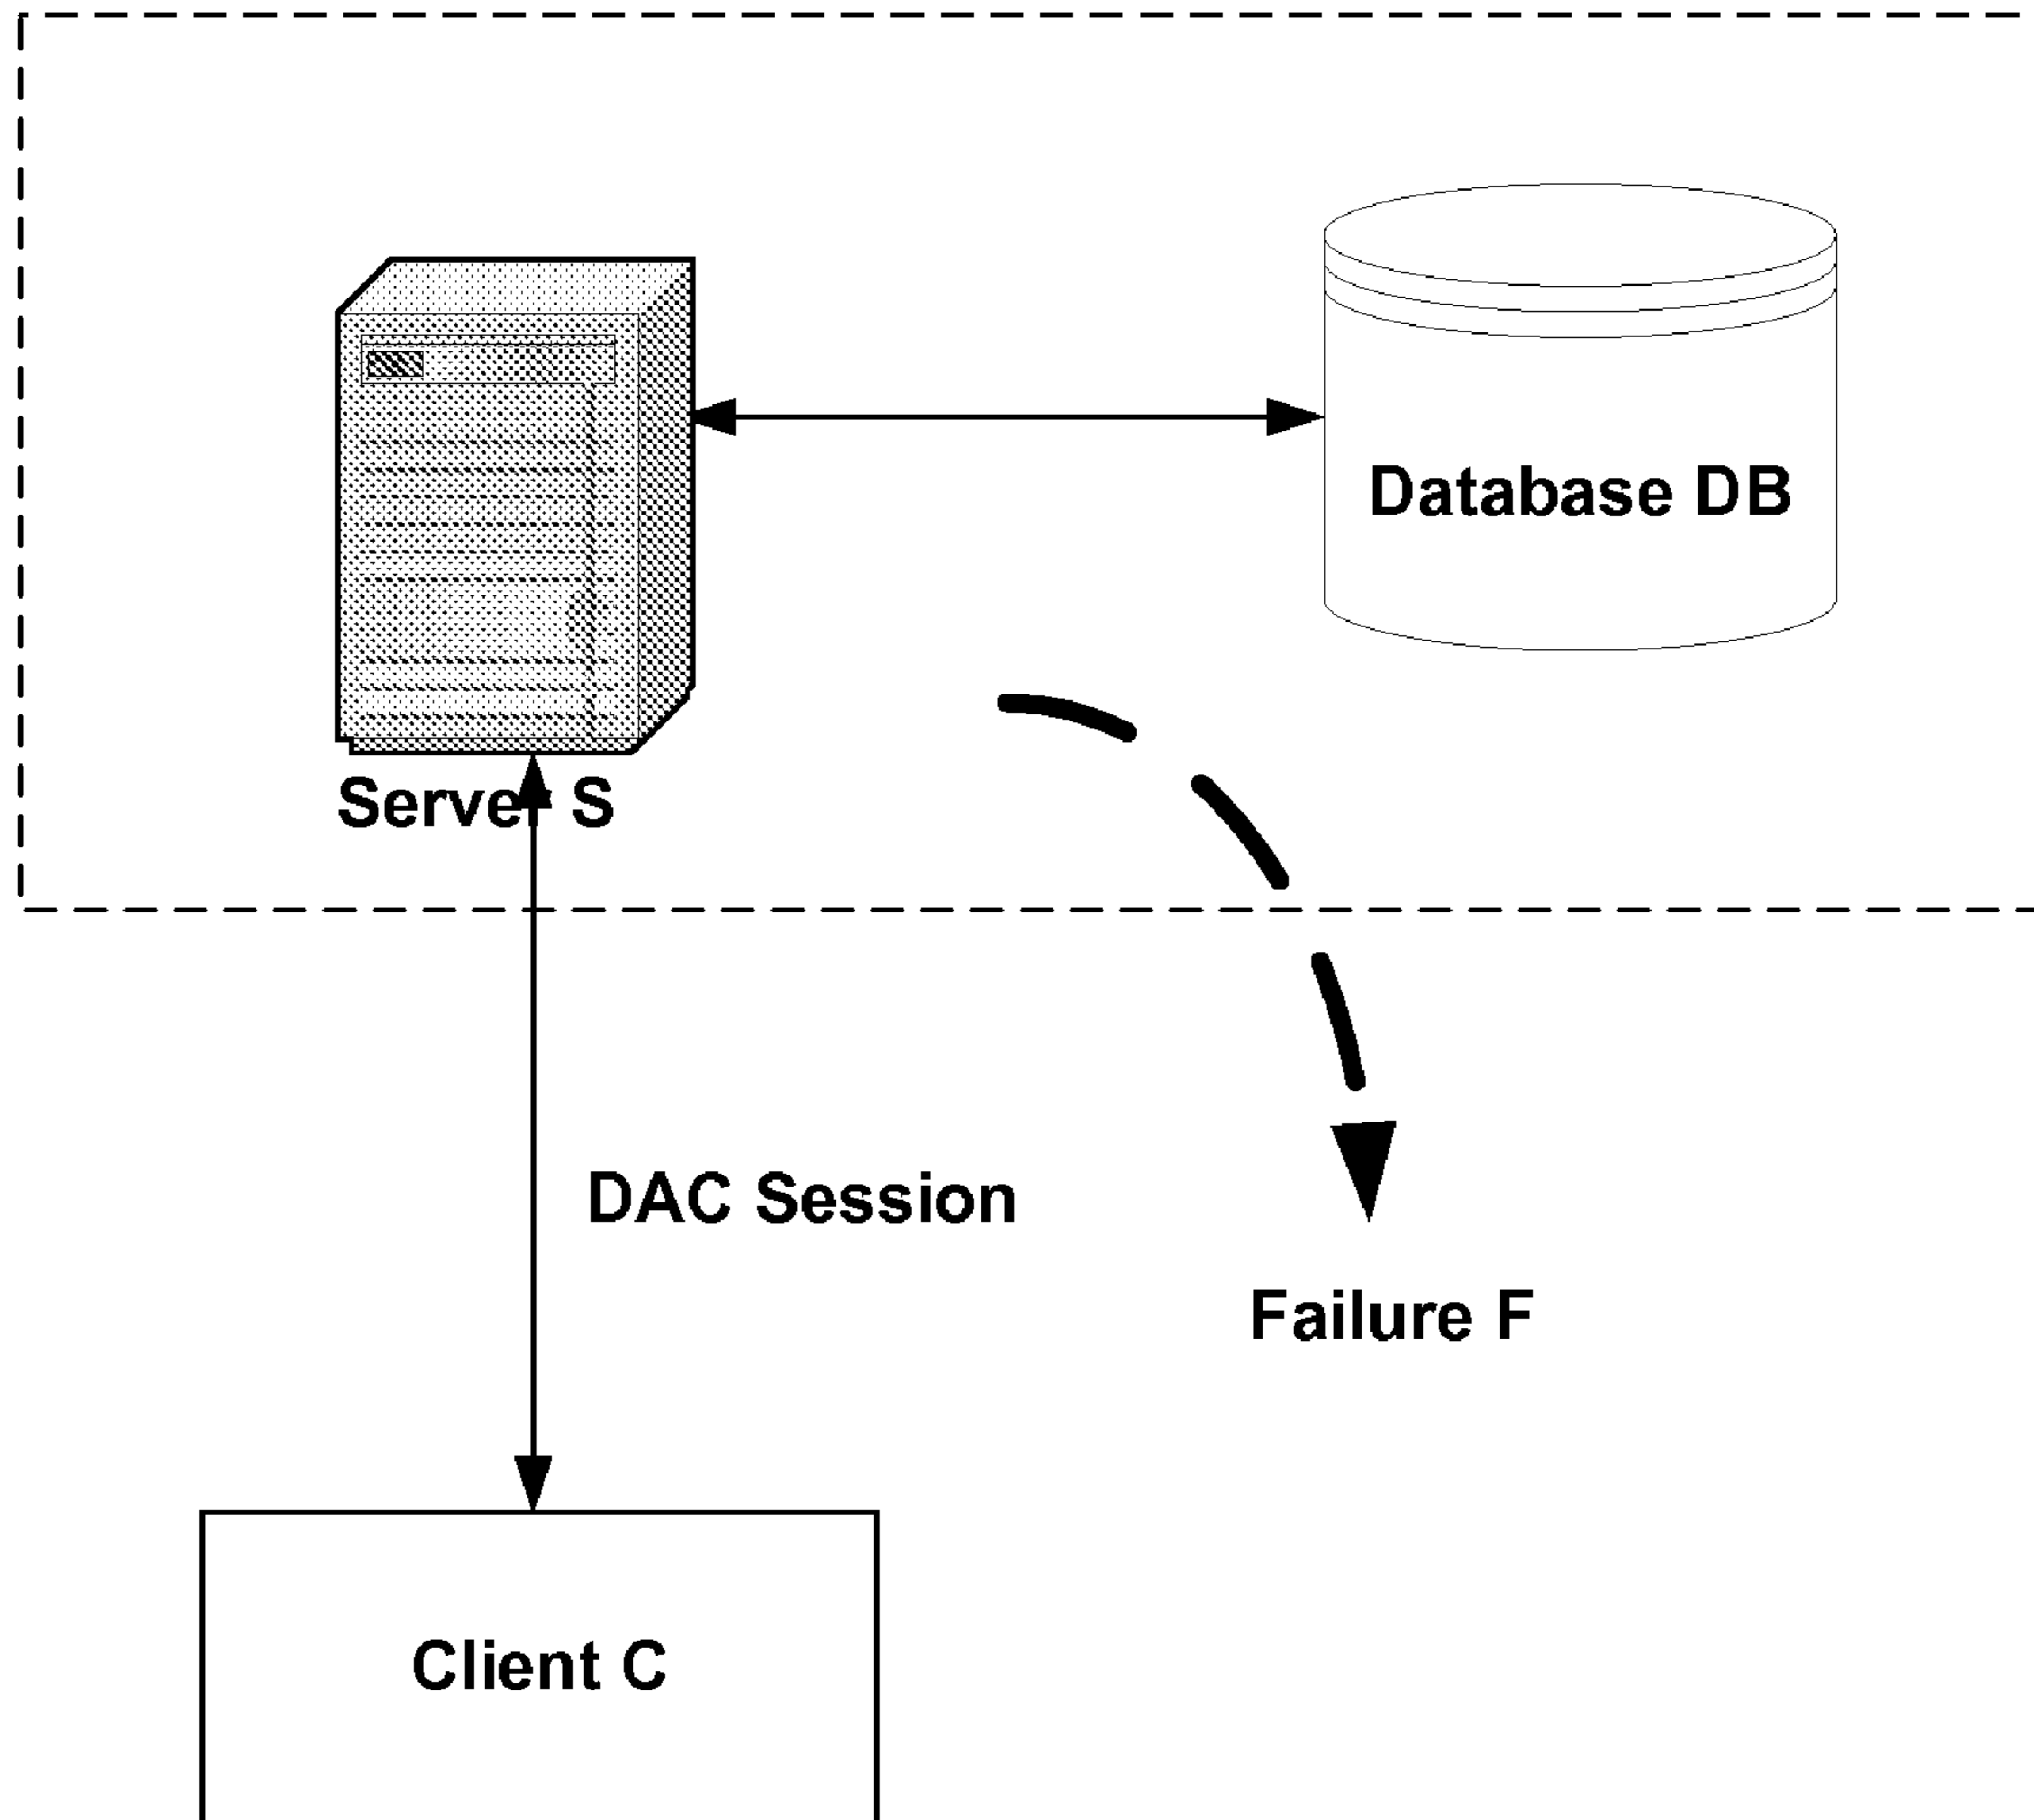 Database DB
Server S
DAC Session
Failure F
Client C